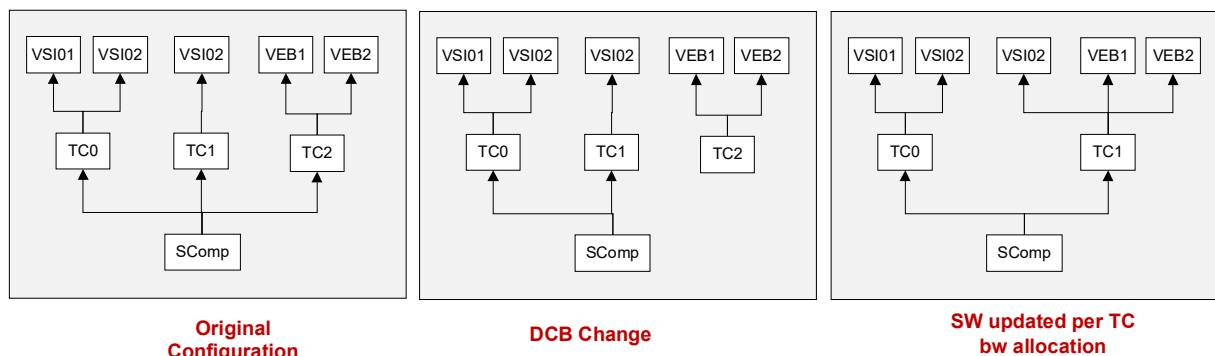 VSI01 VSI02 VSI02 VEB1 VEB2
TC0 TC1 TC2
SComp
Original
Configuration
VSI01 VSI02 VSI02 VEB1 VEB2
TC0 TC1 TC2
SComp
DCB Change
VSI01 VSI02 VSI02 VEB1 VEB2
TC0 TC1
SComp
SW updated per TC
bw allocation